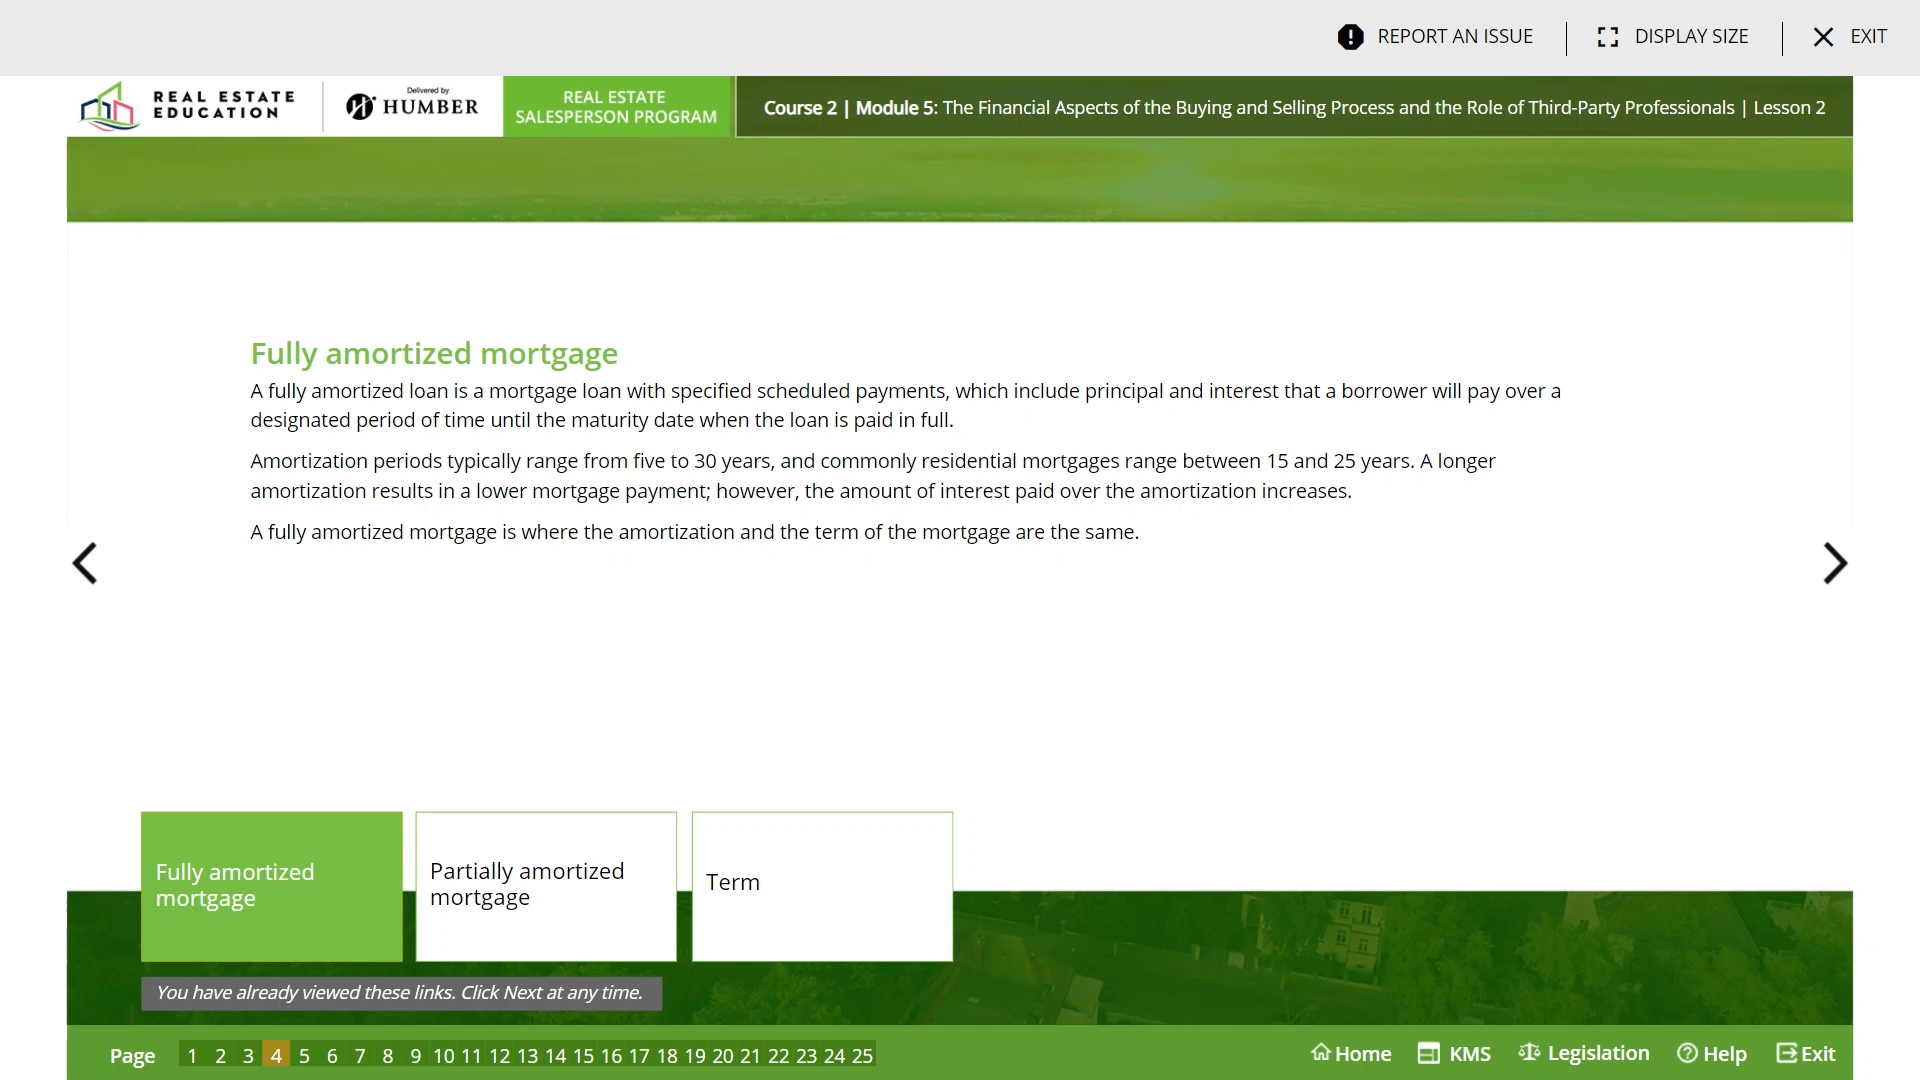 REPORT AN ISSUE
DISPLAY SIZE
EXIT
REAL ESTATE
EDUCATION
Delivered by
HUMBER
REAL ESTATE
SALESPERSON PROGRAM
Course 2 | Module 5: The Financial Aspects of the Buying and Selling Process and the Role of Third-Party Professionals | Lesson 2
Fully amortized mortgage
A fully amortized loan is a mortgage loan with specified scheduled payments, which include principal and interest that a borrower will pay over a
designated period of time until the maturity date when the loan is paid in full.
Amortization periods typically range from five to 30 years, and commonly residential mortgages range between 15 and 25 years. A longer
amortization results in a lower mortgage payment; however, the amount of interest paid over the amortization increases.
A fully amortized mortgage is where the amortization and the term of the mortgage are the same.
Fully amortized
mortgage
Partially amortized
mortgage
Term
You have already viewed these links. Click Next at any time.
Page 1 2 3 4 5 6 7 8 9 10 11 12 13 14 15 16 17 18 19 20 21 22 23 24 25
Home
KMS
Legislation
Help
Exit